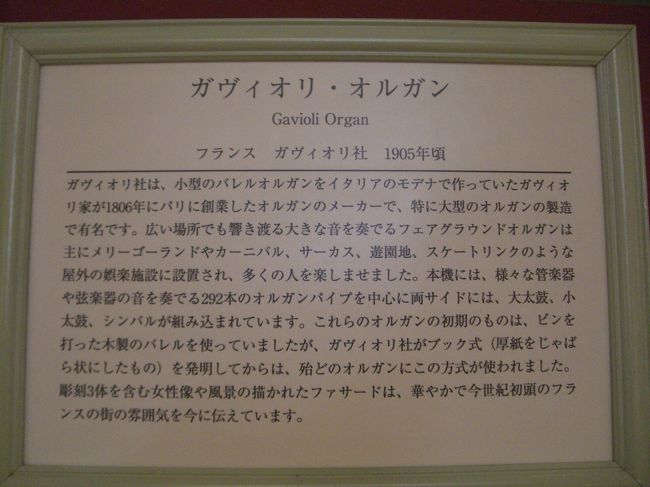 ガヴィオリ・オルガン
Gavioli Organ
フランス　ガヴィオリ社　1905年頃
ガヴィオリ社は、小型のバレルオルガンをイタリアのモデナで作っていたガヴィオ
リ家が1806年にパリに創業したオルガンのメーカーで、特に大型のオルガンの製造
で有名です。広い場所でも響き渡る大きな音を奏でるフェアグラウンドオルガンは
主にメリーゴーランドやカーニバル、サーカス、遊園地、スケートリンクのような
屋外の娯楽施設に設置され、多くの人を楽しませました。本機には、様々な管楽器
や弦楽器の音を奏でる292本のオルガンパイプを中心に両サイドには、大太鼓、小
太鼓、シンバルが組み込まれています。これらのオルガンの初期のものは、ピンを
打った木製のバレルを使っていましたが、ガヴィオリ社がブック式（厚紙をじゃば
ら状にしたもの）を発明してからは、殆どのオルガンにこの方式が使われました。
彫刻3体を含む女性像や風景の描かれたファサードは、華やかで今世紀初頭のフラ
ンスの街の雰囲気を今に伝えています。